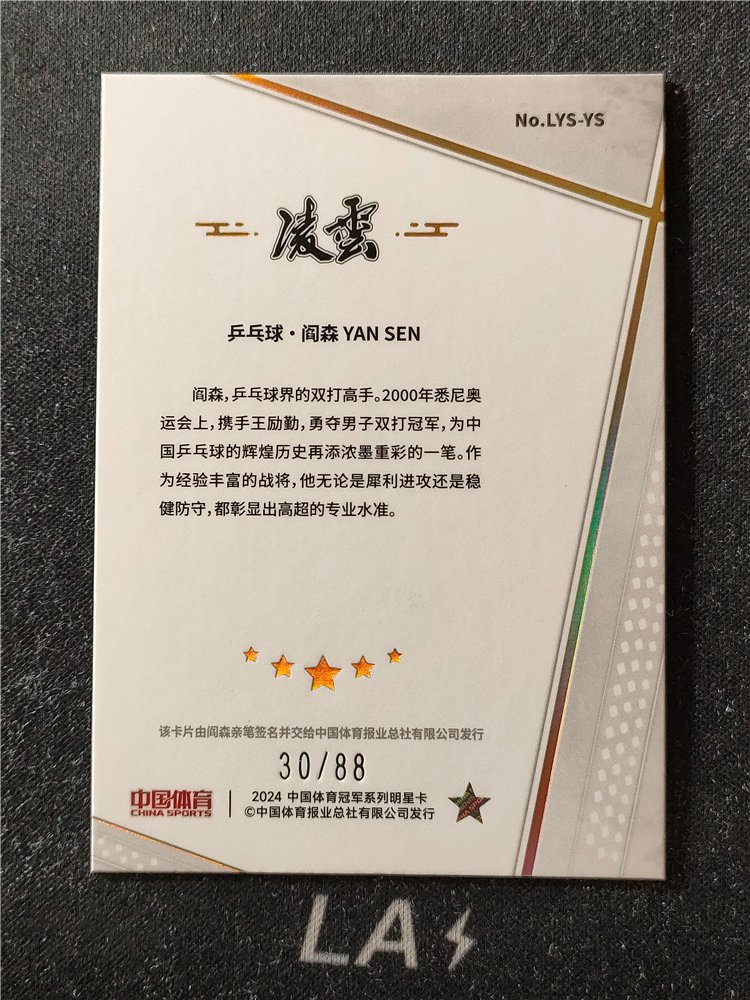 No.LYS-YS
凌雲
乒乓球·阎森 YAN SEN
阎森,乒乓球界的双打高手。2000年悉尼奥
运会上,携手王励勤,勇夺男子双打冠军,为中
国乒乓球的辉煌历史再添浓墨重彩的一笔。作
为经验丰富的战将,他无论是犀利进攻还是稳
健防守,都彰显出高超的专业水准。
该卡片由阎森亲笔签名并交给中国体育报业总社有限公司发行
30/88
中国体育
CHINA SPORTS
2024 中国体育冠军系列明星卡
©中国体育报业总社有限公司发行
LA